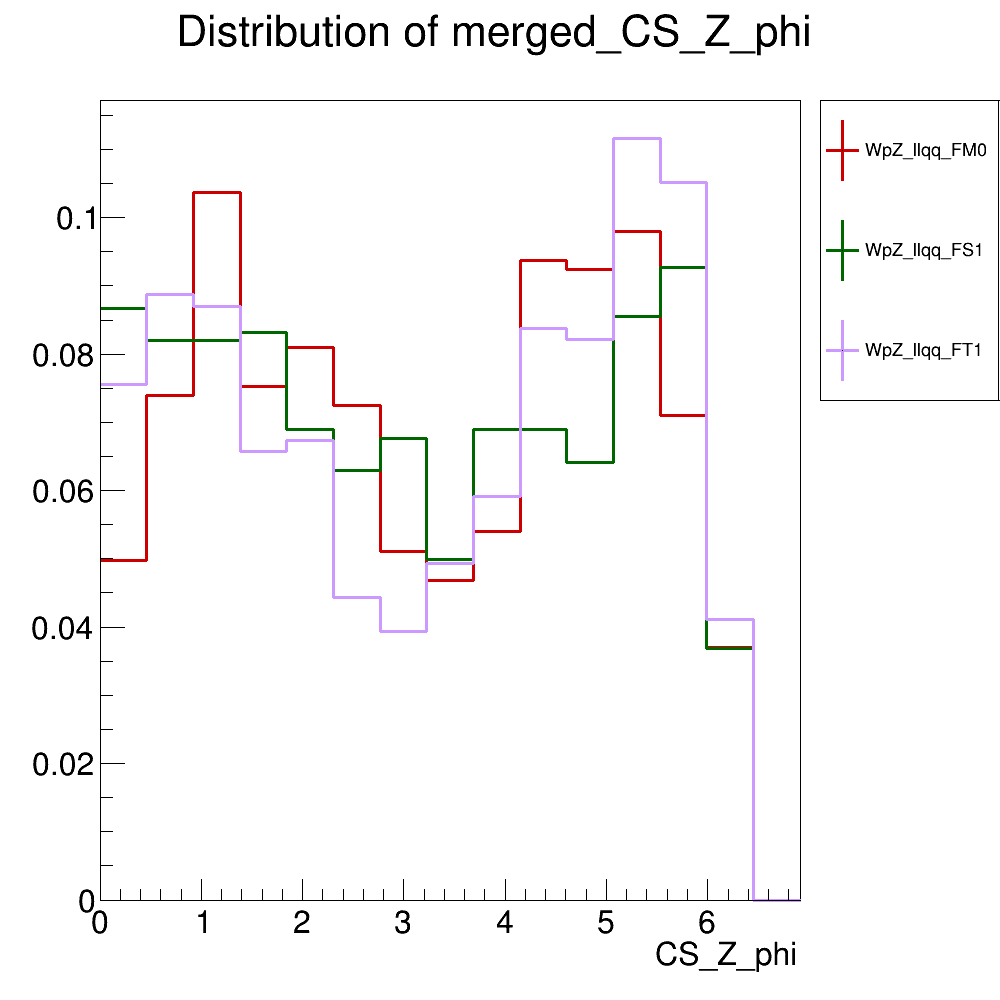 Distribution of merged_CS_Z_phi
WpZ_llqq_FM0
WpZ_llqq_FS1
WpZ_llqq_FT1
0.1
0.08
0.06
0.04
0.02
0
0 1 2 3 4 5 6
CS_Z_phi